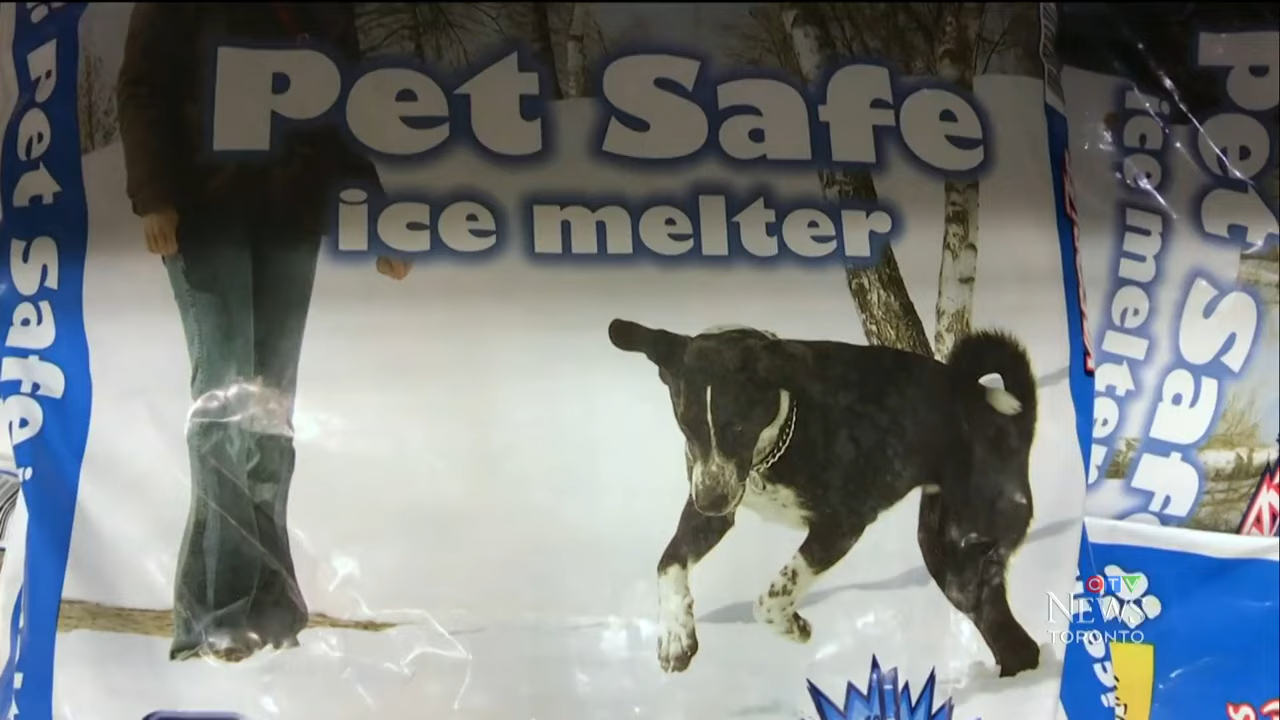 Pet Safe
ice melter
Pet Safe
Pet Safe
ice melter
CTV
NEWS
TORONTO